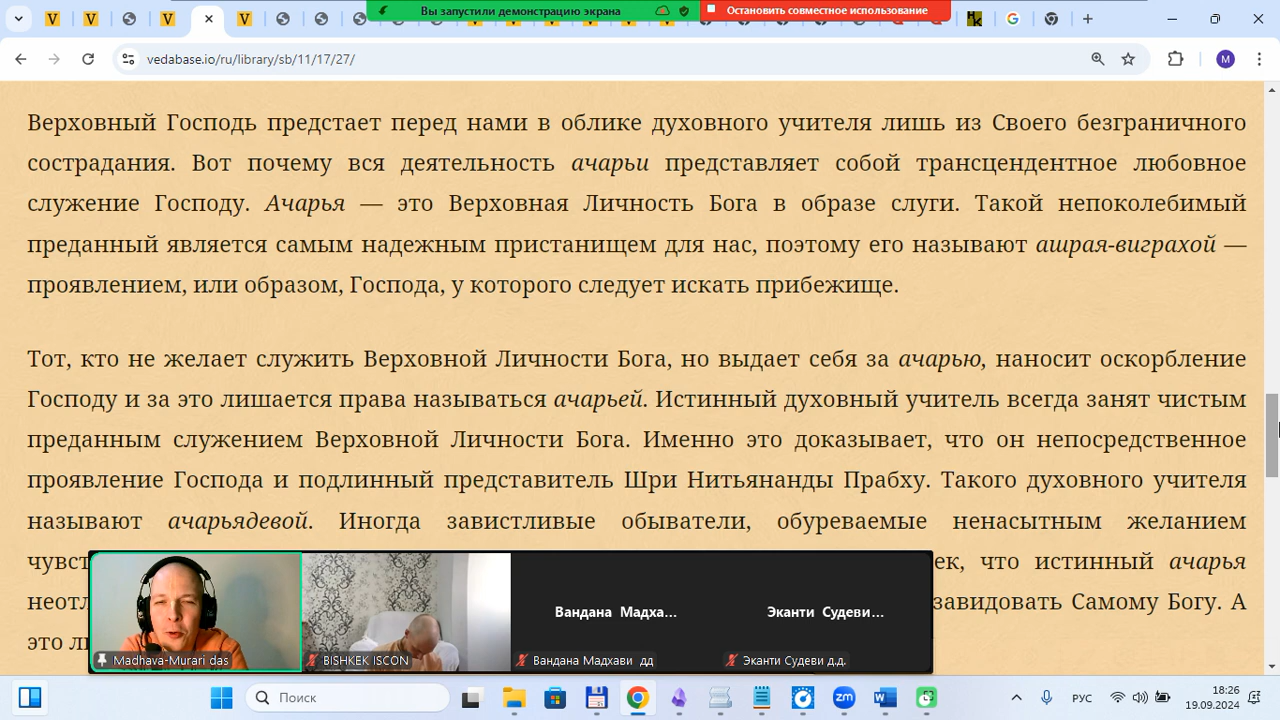 Вы запустили демонстрацию экрана
Остановить совместное использование
vedabase.io/ru/library/sb/11/17/27/
M
Верховный Господь предстает перед нами в облике духовного учителя лишь из Своего безграничного
сострадания. Вот почему вся деятельность ачарьи представляет собой трансцендентное любовное
служение Господу. Ачарья — это Верховная Личность Бога в образе слуги. Такой непоколебимый
преданный является самым надежным пристанищем для нас, поэтому его называют ашрая-виграхой —
проявлением, или образом, Господа, у которого следует искать прибежище.
Тот, кто не желает служить Верховной Личности Бога, но выдает себя за ачарью, наносит оскорбление
Господу и за это лишается права называться ачарьей. Истинный духовный учитель всегда занят чистым
преданным служением Верховной Личности Бога. Именно это доказывает, что он непосредственное
проявление Господа и подлинный представитель Шри Нитьянанды Прабху. Такого духовного учителя
называют ачарьядевой. Иногда завистливые обыватели, обуреваемые ненасытным желанием
чувст ек, что истинный ачарья
неотл завидовать Самому Богу. А
это л
Вандана Мадха... Эканти Судеви...
Madhava-Murari das BISHKEK ISCON Вандана Мадхави дд Эканти Судеви д.д.
Поиск
zm
РУС
18:26
19.09.2024